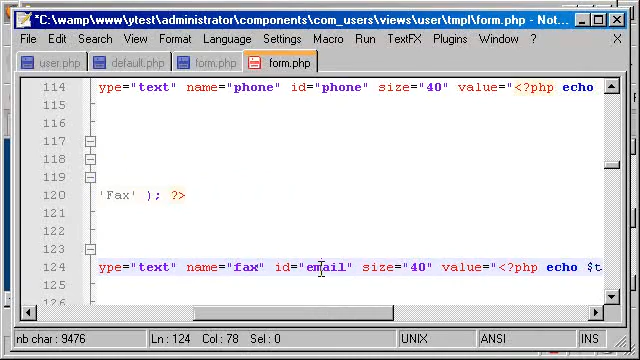 *C:\wamp\www\ytest\administrator\components\com_users\views\user\tmpl\form.php - Not...
File Edit Search View Format Language Settings Macro Run TextFX Plugins Window ?
user.php default.php form.php form.php
114 ype="text" name="phone" id="phone" size="40" value="<?php echo
115
116
117
118
119
120 'Fax' ); ?>
121
122
123
124 ype="text" name="fax" id="email" size="40" value="<?php echo $t
125
126
nb char : 9476 Ln : 124 Col : 78 Sel : 0 UNIX ANSI INS